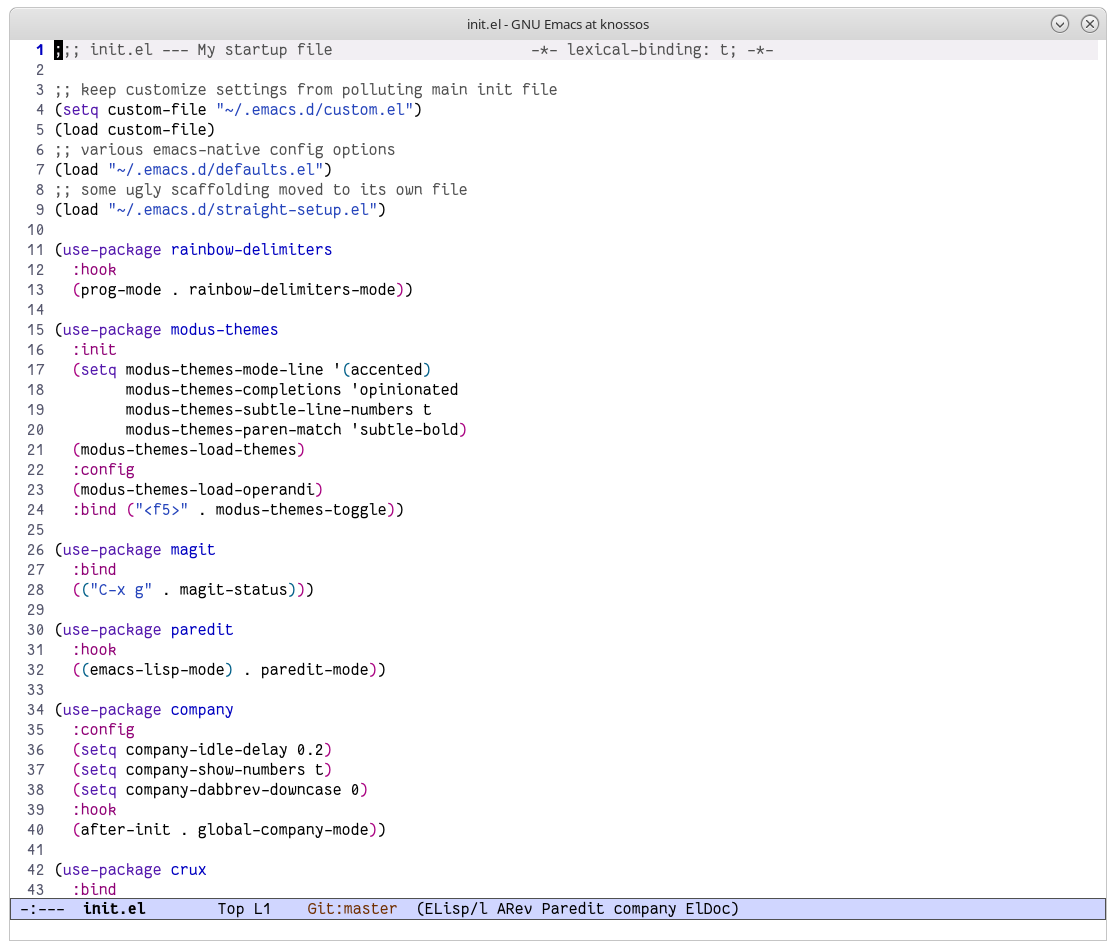 init.el - GNU Emacs at knossos
1 ;;; init.el --- My startup file -*- lexical-binding: t; -*-
2
3 ;; keep customize settings from polluting main init file
4 (setq custom-file "~/.emacs.d/custom.el")
5 (load custom-file)
6 ;; various emacs-native config options
7 (load "~/.emacs.d/defaults.el")
8 ;; some ugly scaffolding moved to its own file
9 (load "~/.emacs.d/straight-setup.el")
10
11 (use-package rainbow-delimiters
12   :hook
13   (prog-mode . rainbow-delimiters-mode))
14
15 (use-package modus-themes
16   :init
17   (setq modus-themes-mode-line '(accented)
18         modus-themes-completions 'opinionated
19         modus-themes-subtle-line-numbers t
20         modus-themes-paren-match 'subtle-bold)
21   (modus-themes-load-themes)
22   :config
23   (modus-themes-load-operandi)
24   :bind ("<f5>" . modus-themes-toggle))
25
26 (use-package magit
27   :bind
28   (("C-x g" . magit-status)))
29
30 (use-package paredit
31   :hook
32   ((emacs-lisp-mode) . paredit-mode))
33
34 (use-package company
35   :config
36   (setq company-idle-delay 0.2)
37   (setq company-show-numbers t)
38   (setq company-dabbrev-downcase 0)
39   :hook
40   (after-init . global-company-mode))
41
42 (use-package crux
43   :bind
-:--- init.el Top L1 Git:master (ELisp/l ARev Paredit company ElDoc)